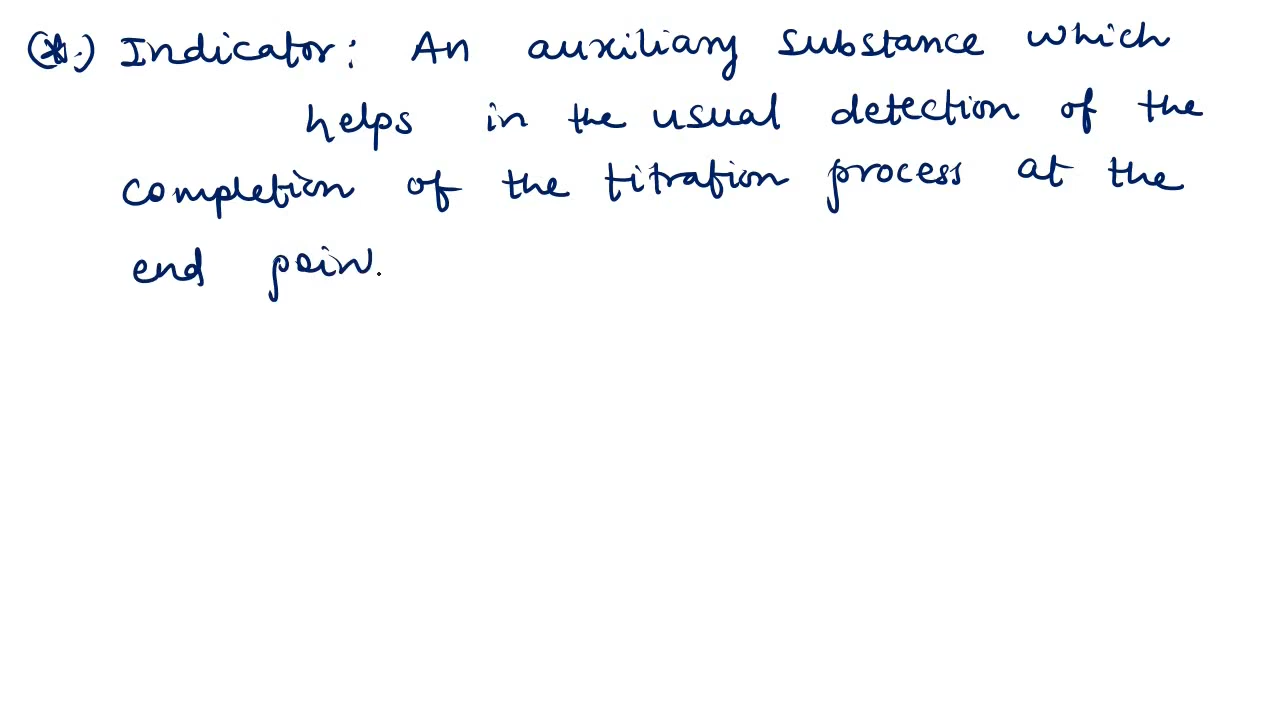 (*.) Indicator: An auxiliary substance which
helps in the usual detection of the
completion of the titration process at the
end poin.